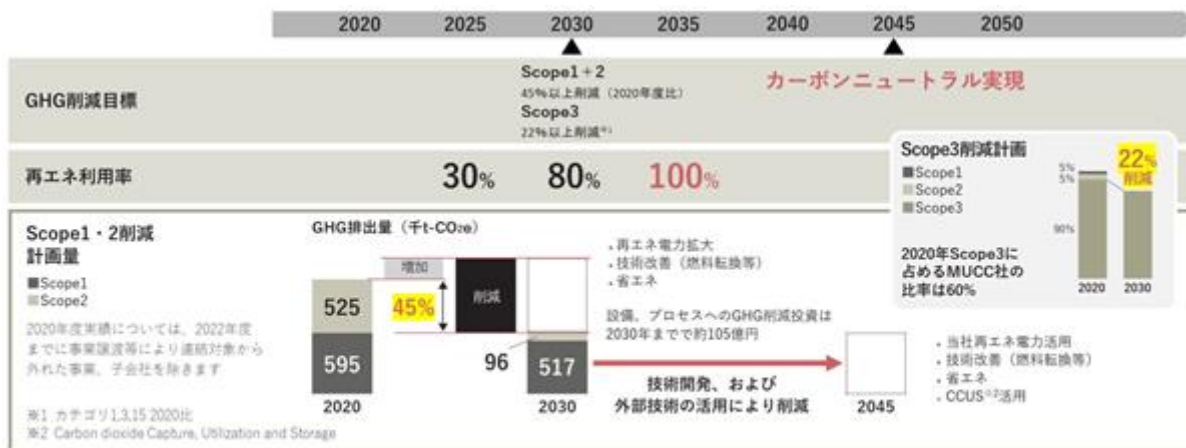 2020 2025 2030 2035 2040 2045 2050
GHG削減目標
Scope1+2
45%以上削減（2020年度比）
Scope3
22%以上削減※1
カーボンニュートラル実現
再エネ利用率
30%
80%
100%
Scope3削減計画
■Scope1
■Scope2
■Scope3
22%
削減
5%
5%
90%
2020 2030
2020年Scope3に
占めるMUCC社の
比率は60%
Scope1・2削減
計画量
■Scope1
■Scope2
2020年度実績については、2022年度
までに事業譲渡等により連結対象から
外れた事業、子会社を除きます
※1 カテゴリ1,3,15 2020比
※2 Carbon dioxide Capture, Utilization and Storage
GHG排出量（千t-CO₂e）
増加
525
45%
削減
595
96
517
2020
2030
・再エネ電力拡大
・技術改善（燃料転換等）
・省エネ
設備、プロセスへのGHG削減投資は
2030年までで約105億円
技術開発、および
外部技術の活用により削減
2045
・当社再エネ電力活用
・技術改善（燃料転換等）
・省エネ
・CCUS※2活用